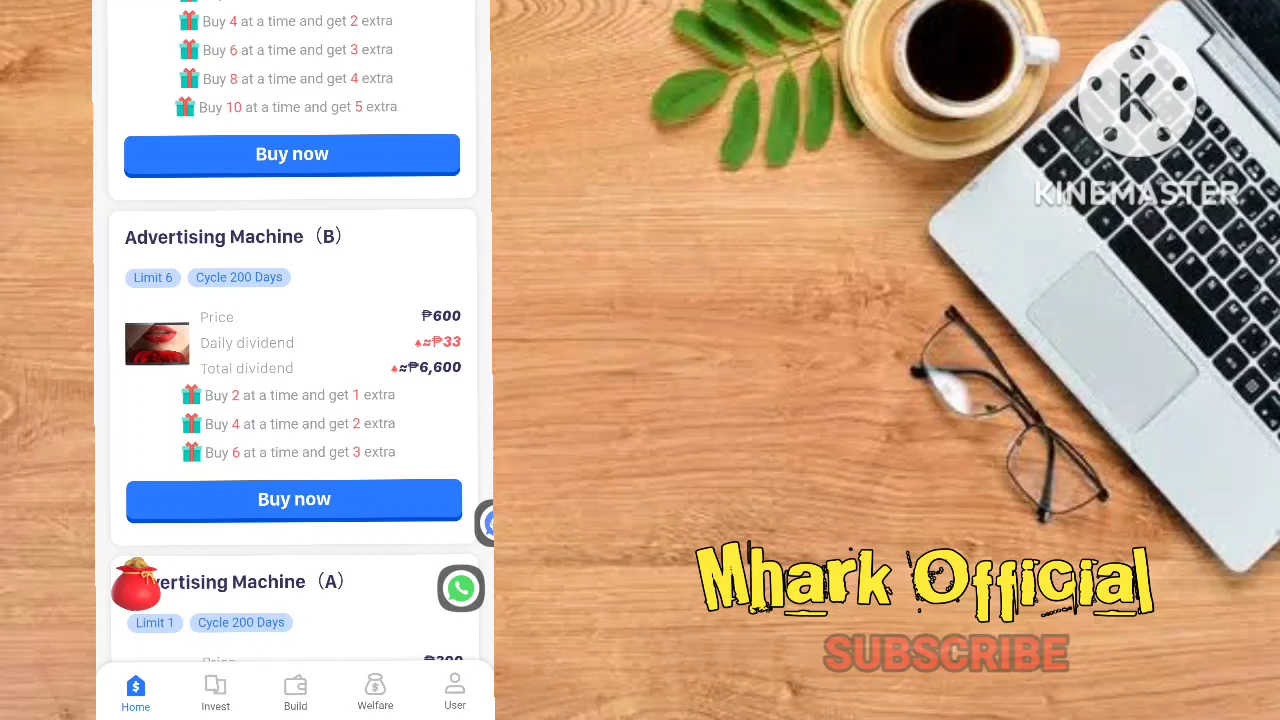 Buy 4 at a time and get 2 extra
Buy 6 at a time and get 3 extra
Buy 8 at a time and get 4 extra
Buy 10 at a time and get 5 extra
Buy now
Advertising Machine（B）
Limit 6 Cycle 200 Days
Price ₱600
Daily dividend ≈₱33
Total dividend ≈₱6,600
Buy 2 at a time and get 1 extra
Buy 4 at a time and get 2 extra
Buy 6 at a time and get 3 extra
Buy now
vertising Machine（A）
Limit 1 Cycle 200 Days
Home
Invest
Build
Welfare
User
K
KINEMASTER
Mhark Official
SUBSCRIBE